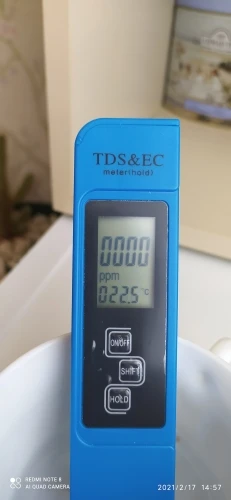 TDS&EC
meter(hold)
0000
ppm
022.5 °C
ON/OFF
SHIFT
HOLD
REDMI NOTE 8
AI QUAD CAMERA
2021/2/17 14:57